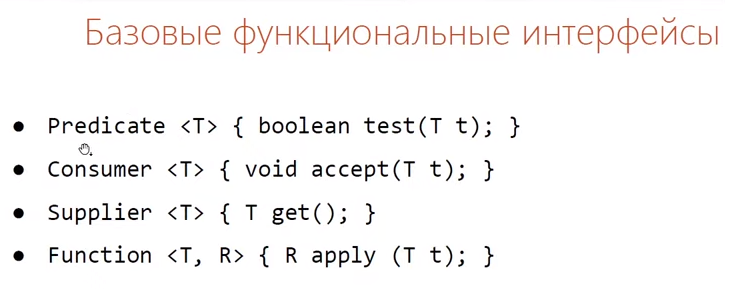 Базовые функциональные интерфейсы
● Predicate <T> { boolean test(T t); }
● Consumer <T> { void accept(T t); }
● Supplier <T> { T get(); }
● Function <T, R> { R apply (T t); }